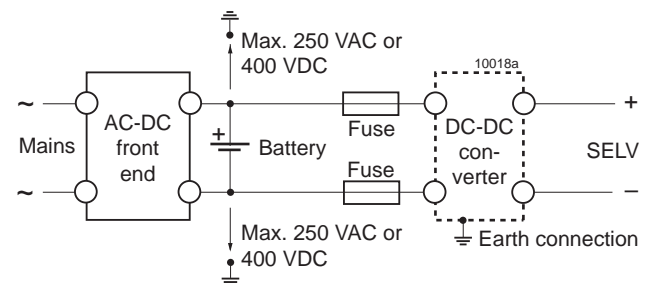 Max. 250 VAC or
400 VDC
10018a
~
+
Mains
AC-DC
front
end
+
Battery
Fuse
Fuse
DC-DC
con-
verter
SELV
~
–
Max. 250 VAC or
400 VDC
Earth connection